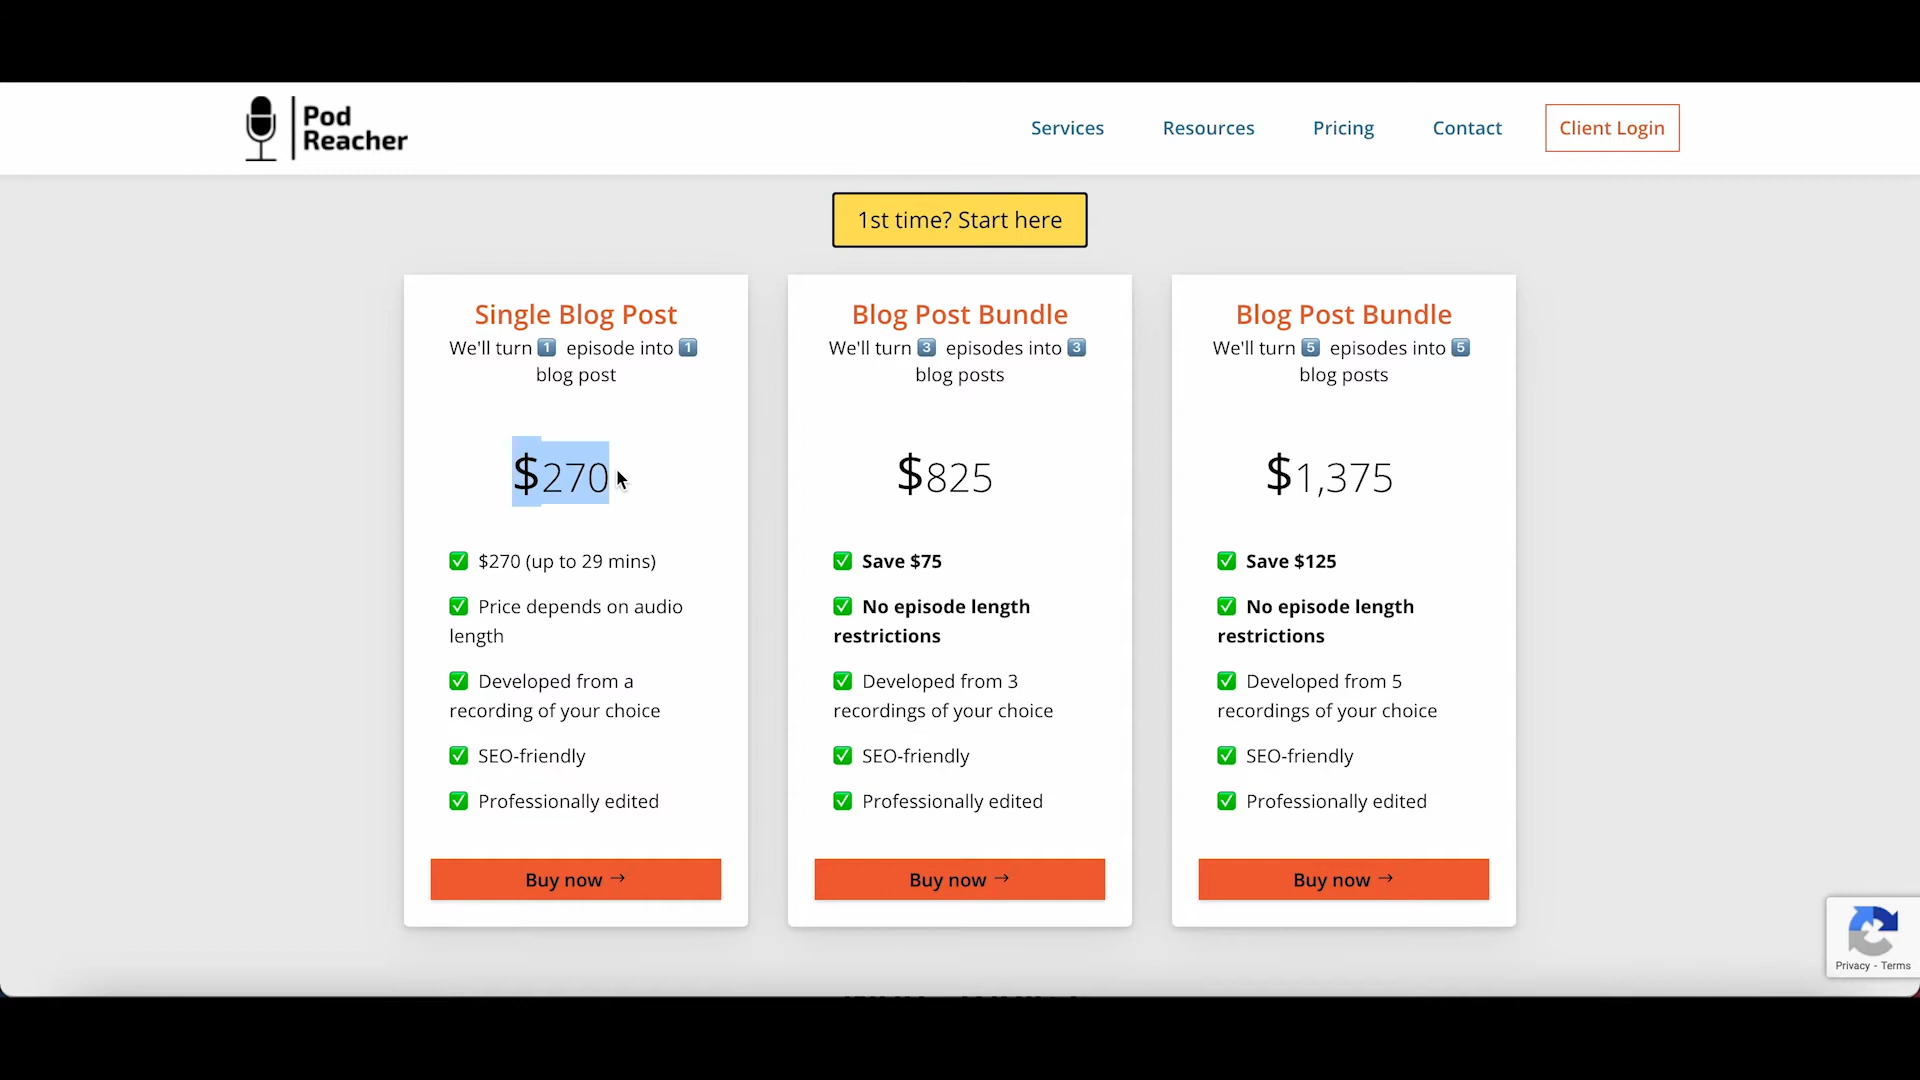 Pod
Reacher
Services
Resources
Pricing
Contact
Client Login
1st time? Start here
Single Blog Post
We'll turn 1 episode into 1
blog post
$270
✅ $270 (up to 29 mins)
✅ Price depends on audio
length
✅ Developed from a
recording of your choice
✅ SEO-friendly
✅ Professionally edited
Buy now →
Blog Post Bundle
We'll turn 3 episodes into 3
blog posts
$825
✅ Save $75
✅ No episode length
restrictions
✅ Developed from 3
recordings of your choice
✅ SEO-friendly
✅ Professionally edited
Buy now →
Blog Post Bundle
We'll turn 5 episodes into 5
blog posts
$1,375
✅ Save $125
✅ No episode length
restrictions
✅ Developed from 5
recordings of your choice
✅ SEO-friendly
✅ Professionally edited
Buy now →
Privacy - Terms